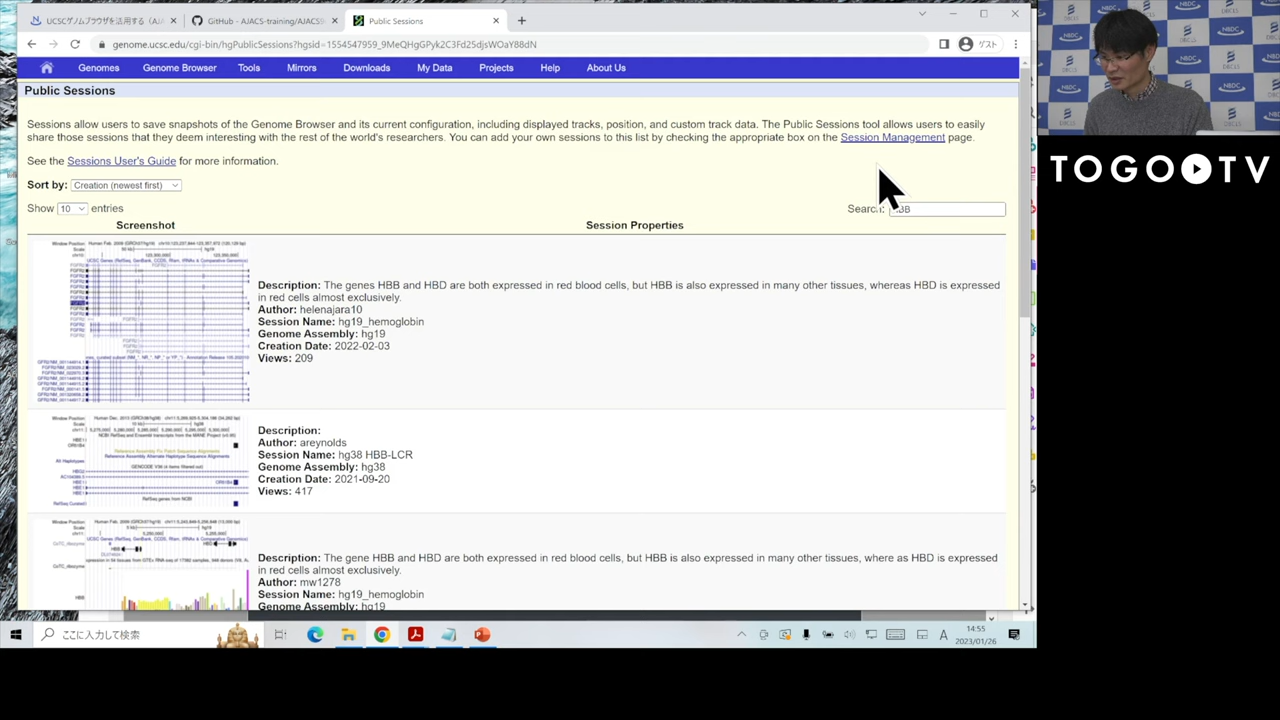 UCSCゲノムブラウザを活用する（AJA
GitHub - AJACS-training/AJACS9
Public Sessions
genome.ucsc.edu/cgi-bin/hgPublicSessions?hgsid=1554547959_9MeQHgGPyk2C3Fd25djsWOaY88dN
ゲスト
Genomes Genome Browser Tools Mirrors Downloads My Data Projects Help About Us
Public Sessions
Sessions allow users to save snapshots of the Genome Browser and its current configuration, including displayed tracks, position, and custom track data. The Public Sessions tool allows users to easily
share those sessions that they deem interesting with the rest of the world's researchers. You can add your own sessions to this list by checking the appropriate box on the Session Management page.
See the Sessions User's Guide for more information.
Sort by: Creation (newest first)
Show 10 entries
Search: HBB
Screenshot Session Properties
Description: The genes HBB and HBD are both expressed in red blood cells, but HBB is also expressed in many other tissues, whereas HBD is expressed
in red cells almost exclusively.
Author: helenajara10
Session Name: hg19_hemoglobin
Genome Assembly: hg19
Creation Date: 2022-02-03
Views: 209
Description:
Author: areynolds
Session Name: hg38 HBB-LCR
Genome Assembly: hg38
Creation Date: 2021-09-20
Views: 417
Description: The gene HBB and HBD are both expressed in red blood cells, but HBB is also expressed in many other tissues, where as HBD is expressed
in red cells almost exclusively.
Author: mw1278
Session Name: hg19_hemoglobin
Genome Assembly: hg19
ここに入力して検索
A
14:55
2023/01/26
NBDC
DBCLS
TOGO TV